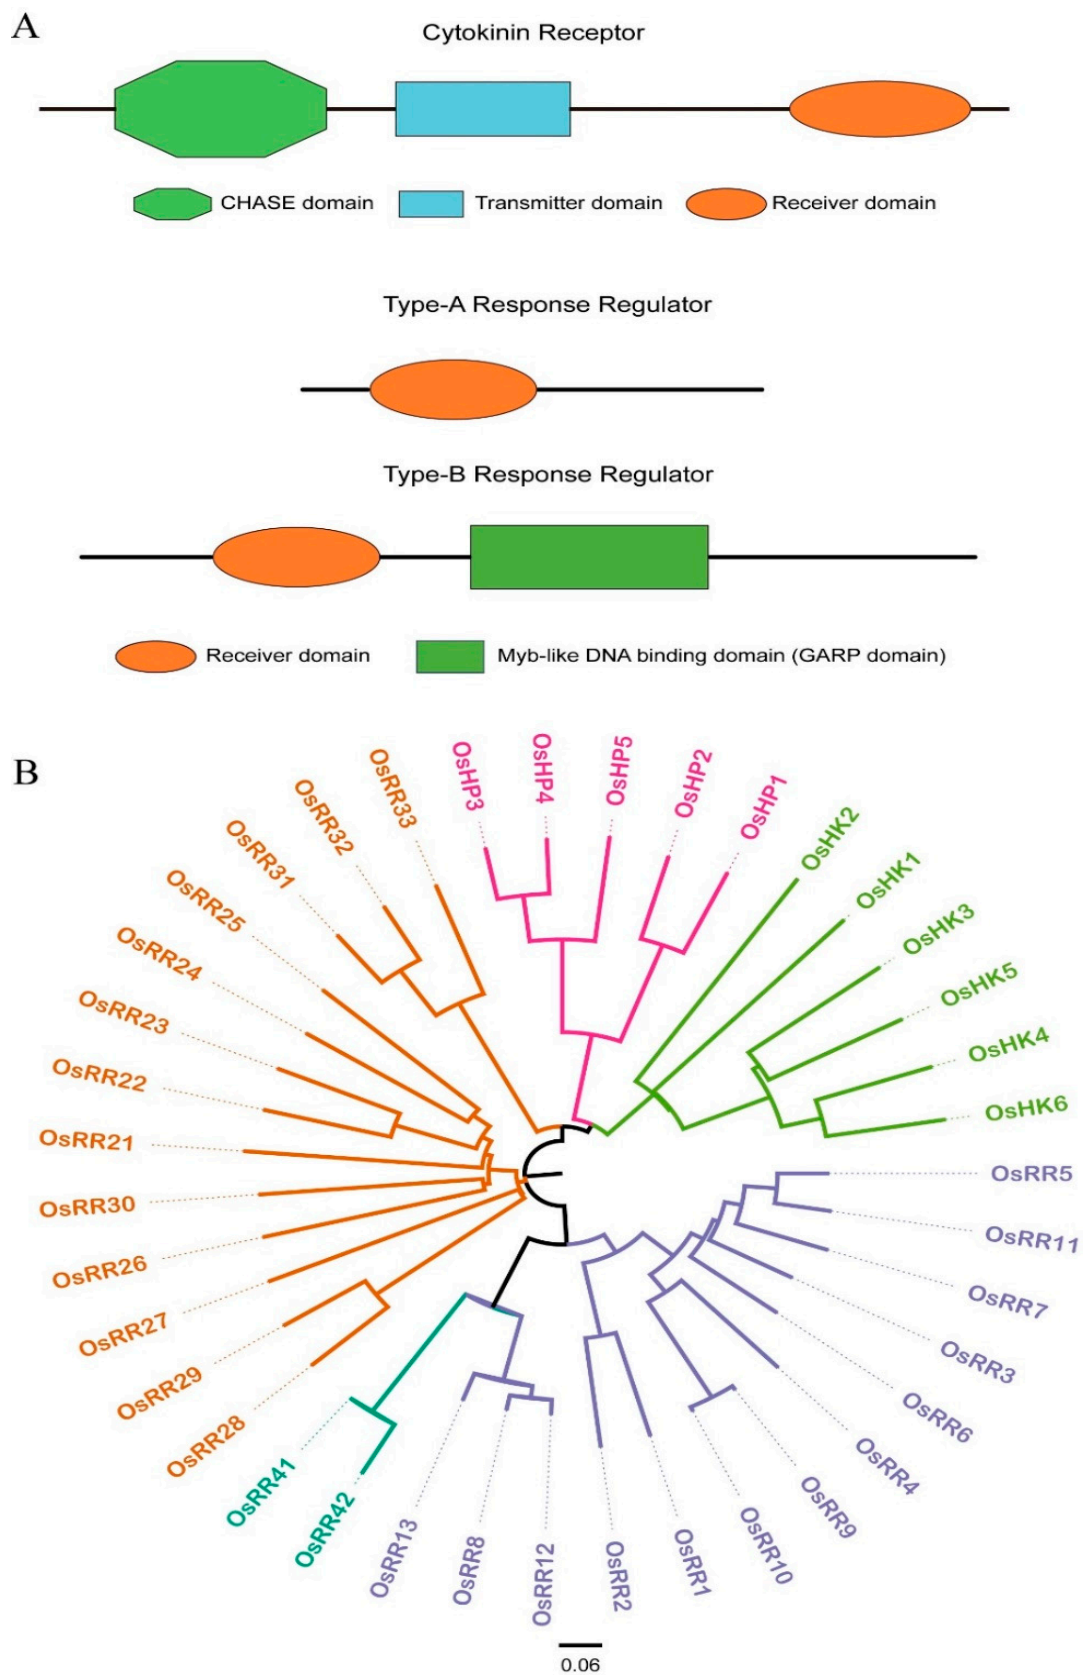 A
Cytokinin Receptor
CHASE domain
Transmitter domain
Receiver domain
Type-A Response Regulator
Type-B Response Regulator
Receiver domain
Myb-like DNA binding domain (GARP domain)
B
OsHP3
OsHP4
OsHP5
OsHP2
OsHP1
OsHK2
OsHK1
OsHK3
OsHK5
OsHK4
OsHK6
OsRR5
OsRR11
OsRR7
OsRR3
OsRR6
OsRR4
OsRR9
OsRR10
OsRR1
OsRR2
OsRR12
OsRR8
OsRR13
OsRR42
OsRR41
OsRR28
OsRR29
OsRR27
OsRR26
OsRR30
OsRR21
OsRR22
OsRR23
OsRR24
OsRR25
OsRR31
OsRR32
OsRR33
0.06